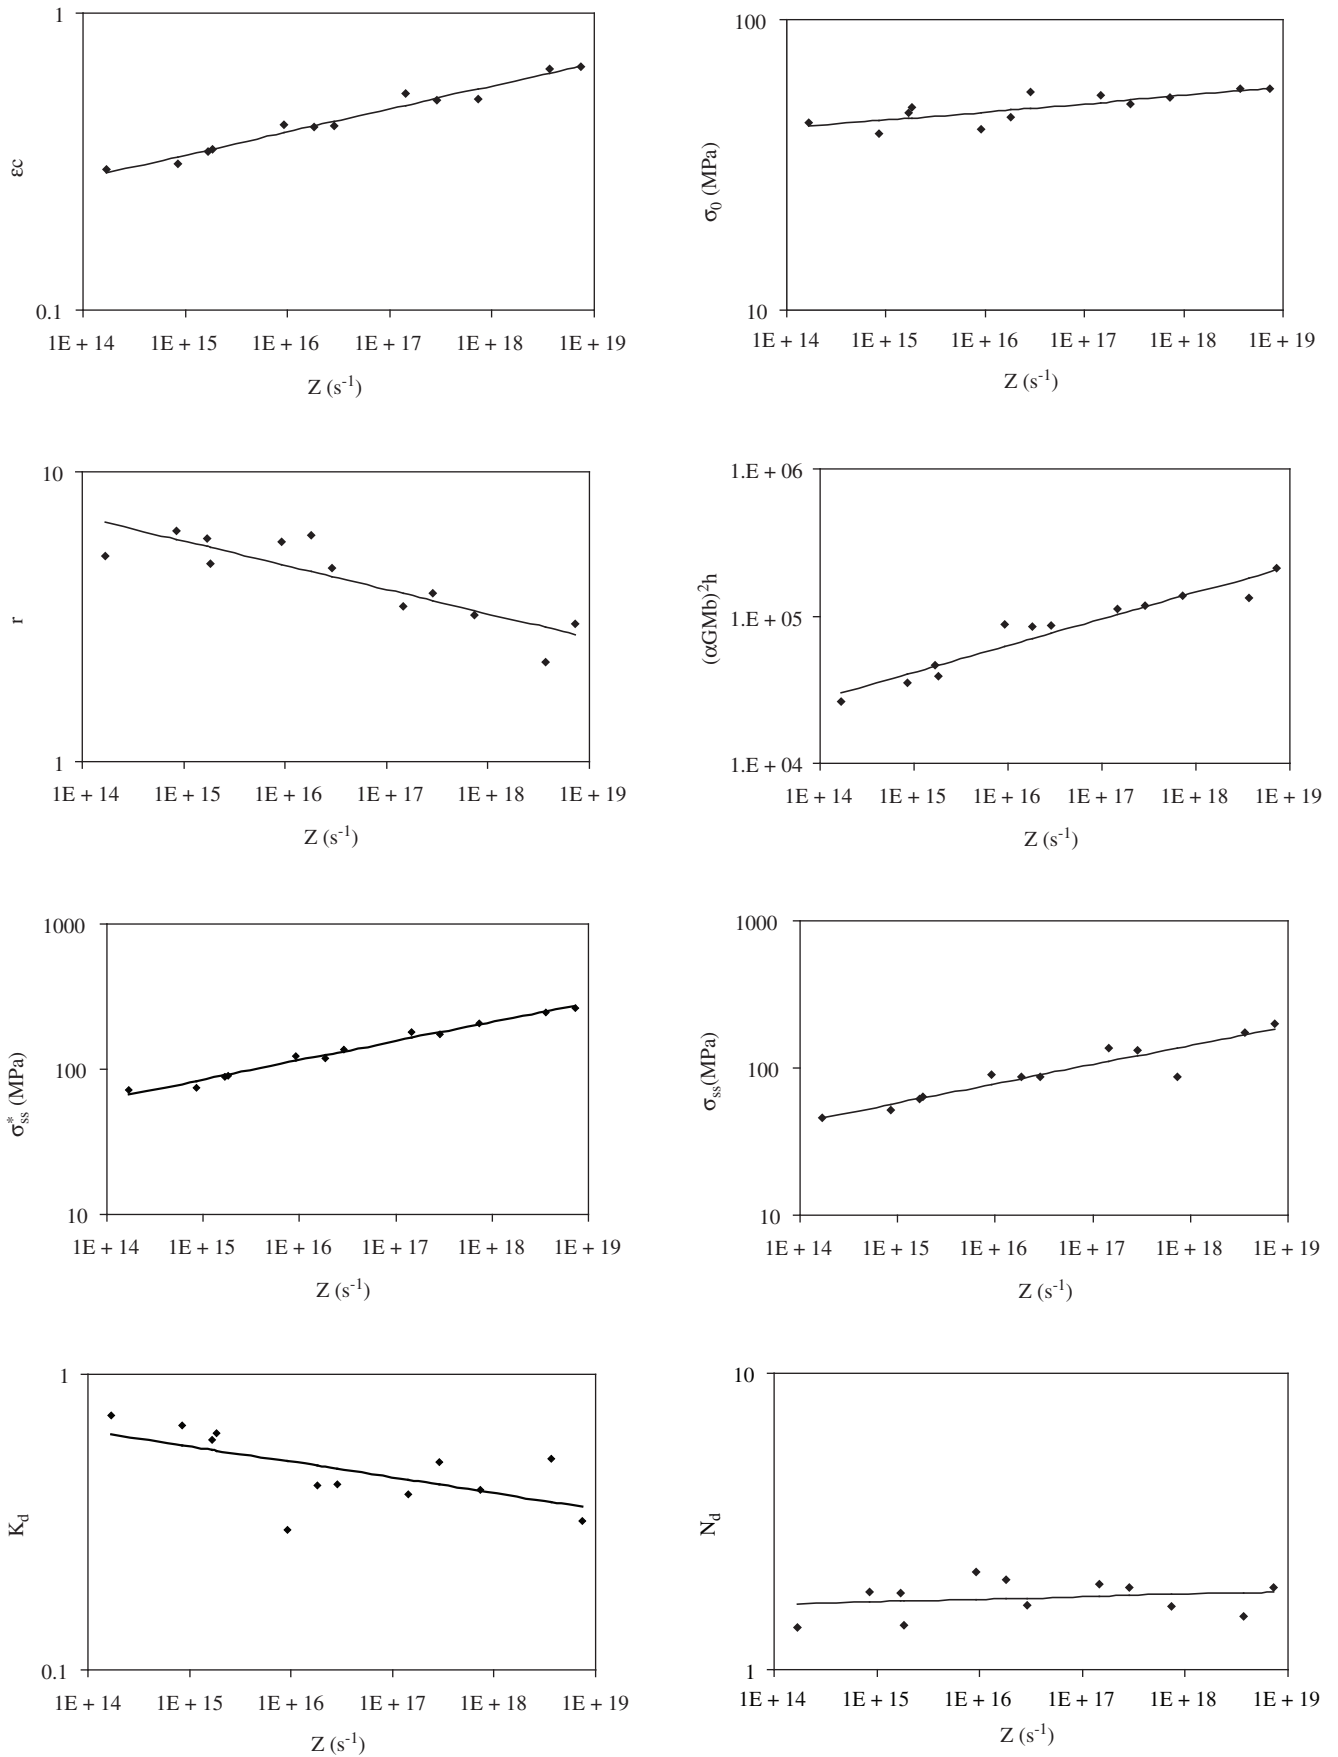 1
εc
0.1
1E + 14 1E + 15 1E + 16 1E + 17 1E + 18 1E + 19
Z (s-1)
100
σ0 (MPa)
10
1E + 14 1E + 15 1E + 16 1E + 17 1E + 18 1E + 19
Z (s-1)
10
r
1
1E + 14 1E + 15 1E + 16 1E + 17 1E + 18 1E + 19
Z (s-1)
1.E + 06
1.E + 05
(αGMb)2h
1.E + 04
1E + 14 1E + 15 1E + 16 1E + 17 1E + 18 1E + 19
Z (s-1)
1000
100
σ*ss (MPa)
10
1E + 14 1E + 15 1E + 16 1E + 17 1E + 18 1E + 19
Z (s-1)
1000
100
σss(MPa)
10
1E + 14 1E + 15 1E + 16 1E + 17 1E + 18 1E + 19
Z (s-1)
1
Kd
0.1
1E + 14 1E + 15 1E + 16 1E + 17 1E + 18 1E + 19
Z (s-1)
10
Nd
1
1E + 14 1E + 15 1E + 16 1E + 17 1E + 18 1E + 19
Z (s-1)